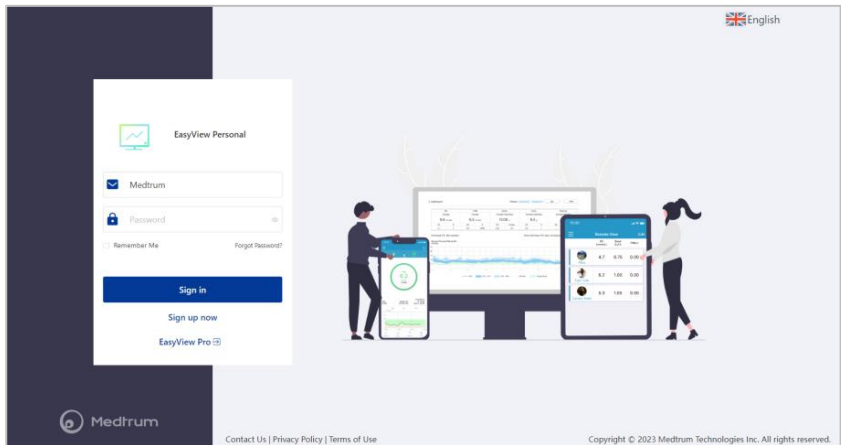 English
EasyView Personal
Medtrum
Password
Remember Me Forgot Password?
Sign in
Sign up now
EasyView Pro
Medtrum
Contact Us | Privacy Policy | Terms of Use
Copyright © 2023 Medtrum Technologies Inc. All rights reserved.